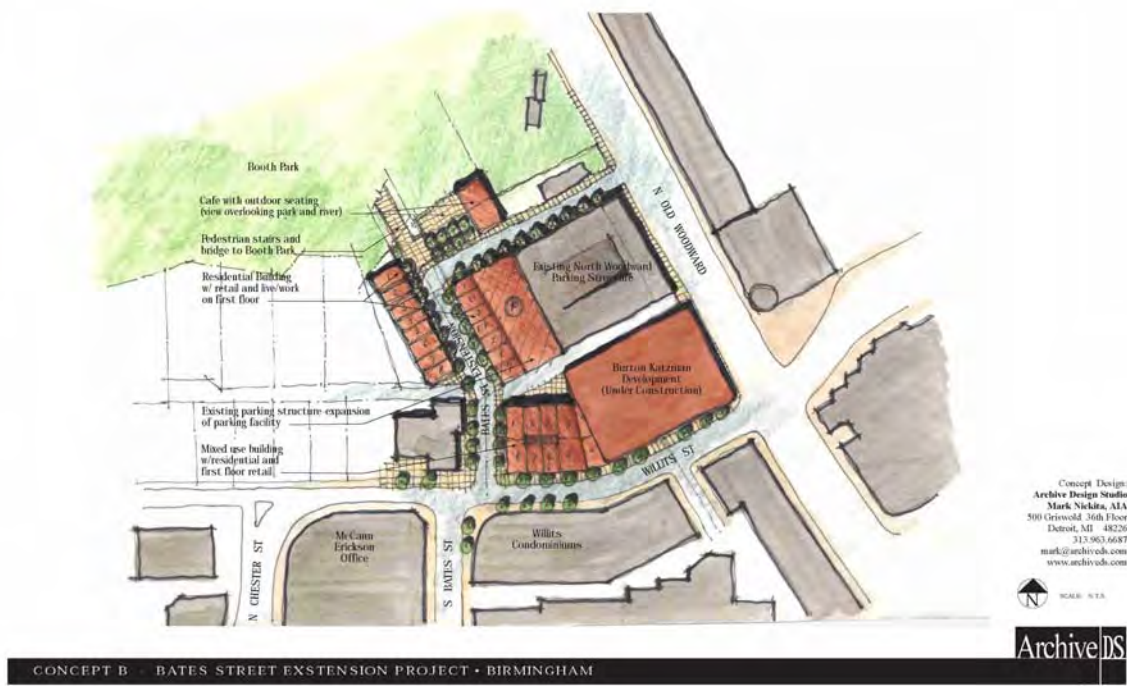 Booth Park
Cafe with outdoor seating
(view overlooking park and river)
Pedestrian stairs and
bridge to Booth Park
Residential Building
w/ retail and live/work
on first floor
Existing parking structure-expansion
of parking facility
Mixed use building
w/residential and
first floor retail
N OLD WOODWARD
Existing North Woodward
Parking Structure
Burton Katzman
Development
(Under Construction)
BATES ST
WILLITS ST
McCann
Erickson
Office
Willits
Condominiums
N CHESTER ST
S BATES ST
Concept Design:
Archive Design Studio
Mark Nickita, AIA
500 Griswold 36th Floor
Detroit, MI 48226
313.963.6687
mark@archiveds.com
www.archiveds.com
N
SCALE: N.T.S.
Archive DS
CONCEPT B - BATES STREET EXSTENSION PROJECT • BIRMINGHAM